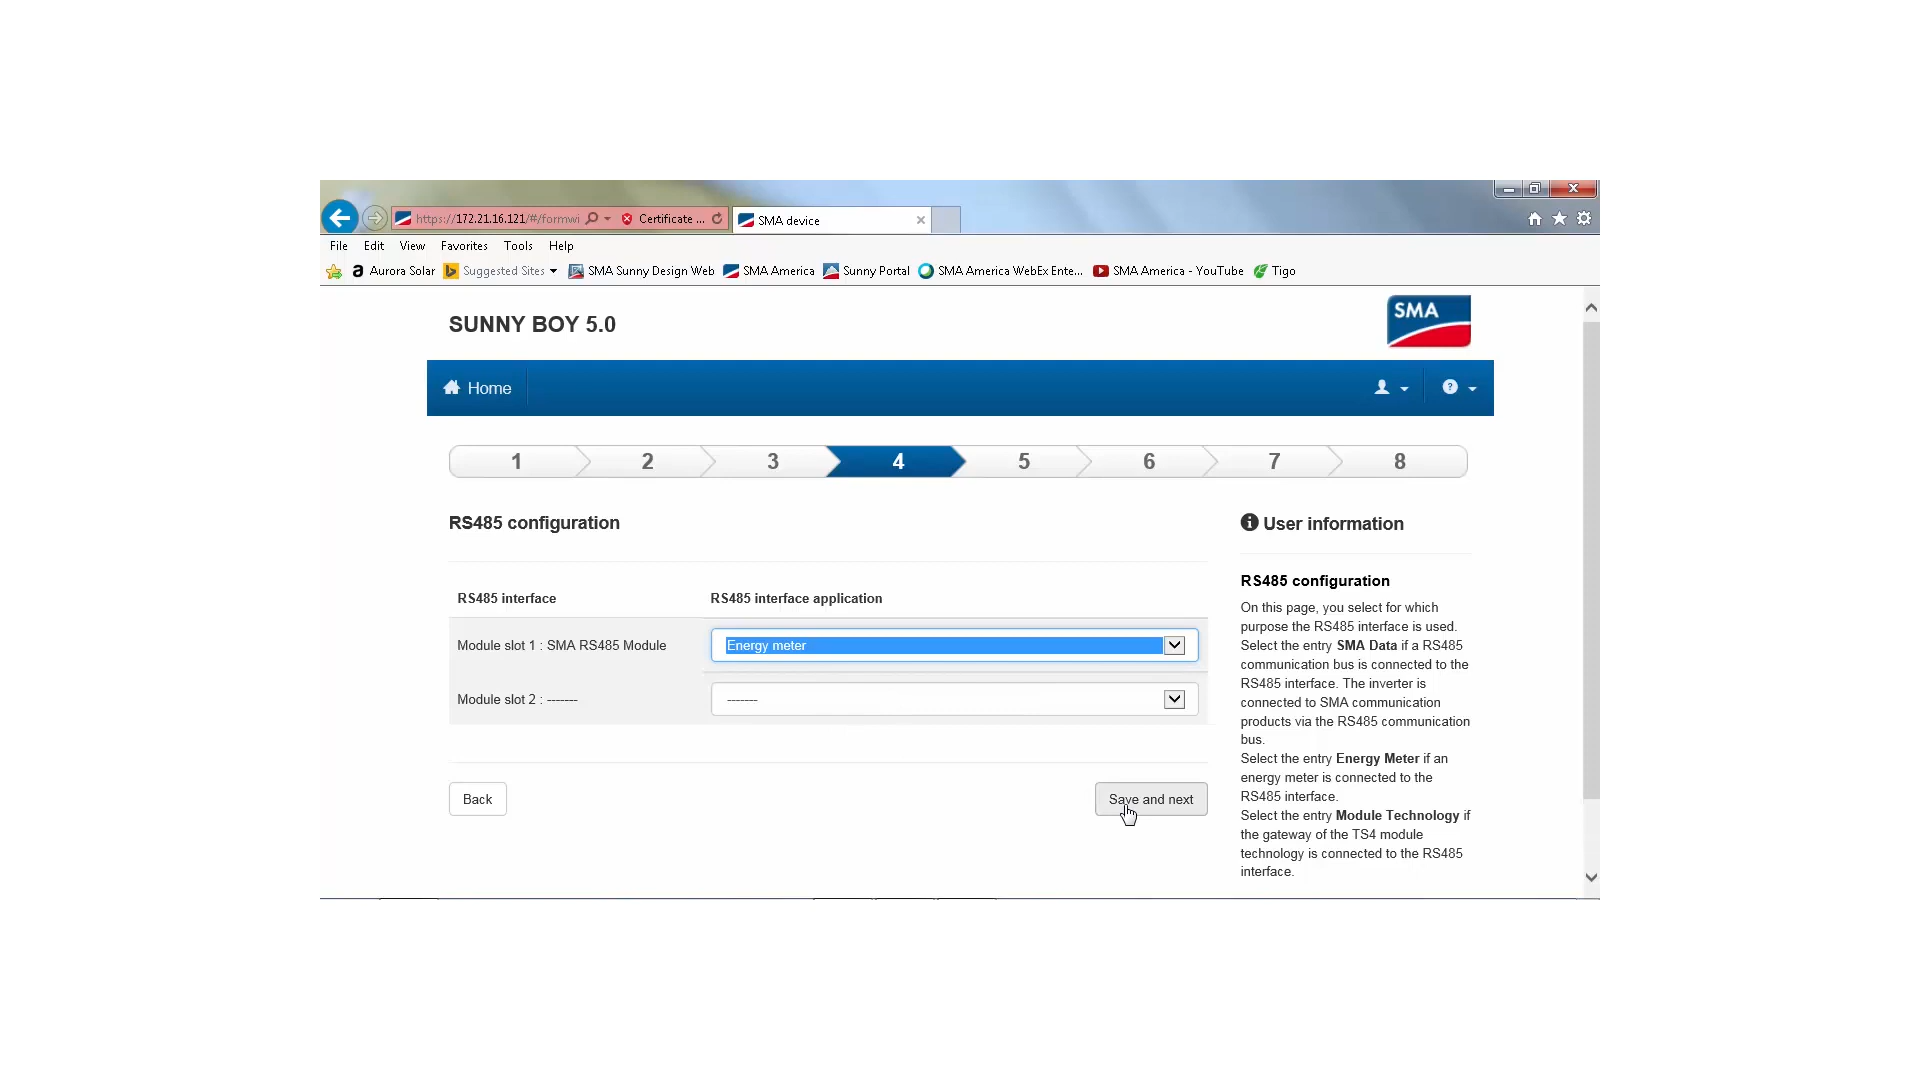 https://172.21.16.121/#/formwi
Certificate ...
SMA device
File Edit View Favorites Tools Help
Aurora Solar Suggested Sites SMA Sunny Design Web SMA America Sunny Portal SMA America WebEx Ente... SMA America - YouTube Tigo
SUNNY BOY 5.0
SMA
Home
1 2 3 4 5 6 7 8
RS485 configuration
RS485 interface RS485 interface application
Module slot 1 : SMA RS485 Module Energy meter
Module slot 2 : ------- -------
Back Save and next
User information
RS485 configuration
On this page, you select for which
purpose the RS485 interface is used.
Select the entry SMA Data if a RS485
communication bus is connected to the
RS485 interface. The inverter is
connected to SMA communication
products via the RS485 communication
bus.
Select the entry Energy Meter if an
energy meter is connected to the
RS485 interface.
Select the entry Module Technology if
the gateway of the TS4 module
technology is connected to the RS485
interface.